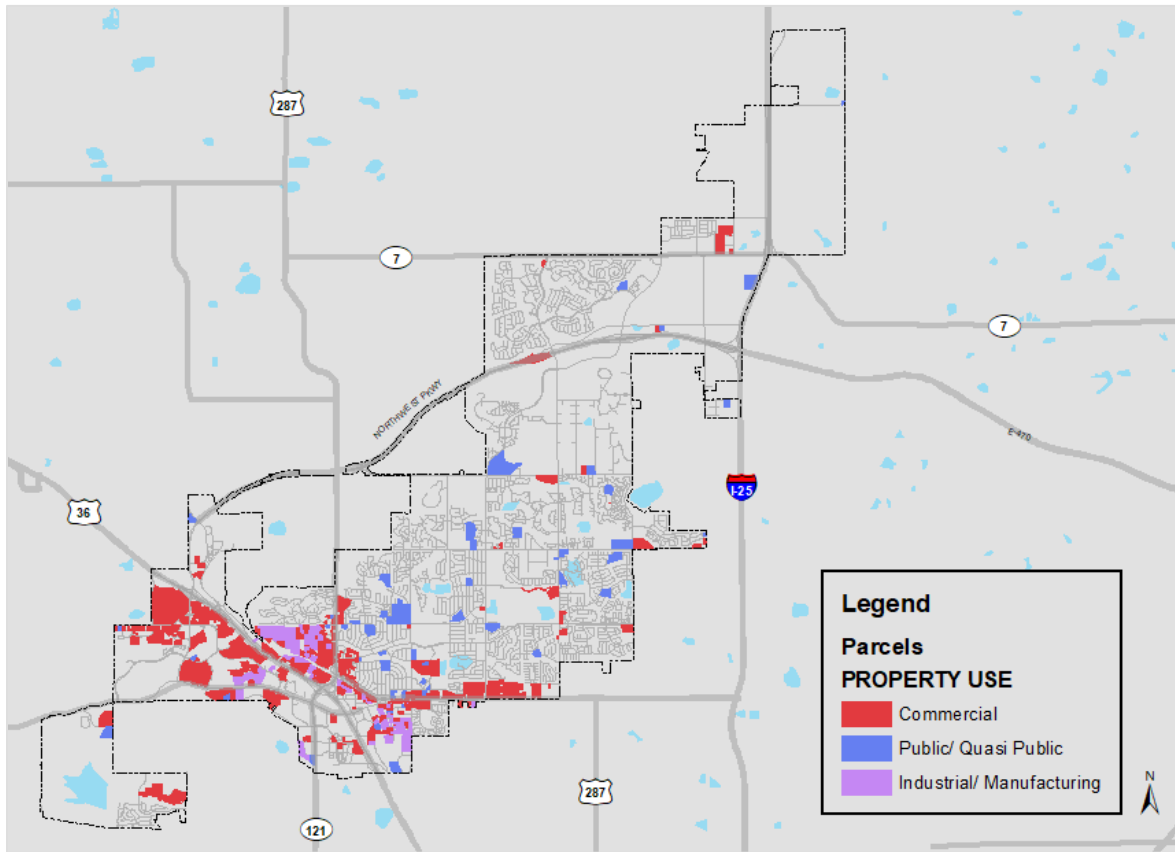 287
7
7
NORTHWEST PKWY
E-470
I-25
36
Legend
Parcels
PROPERTY USE
Commercial
Public/ Quasi Public
Industrial/ Manufacturing
N
287
121